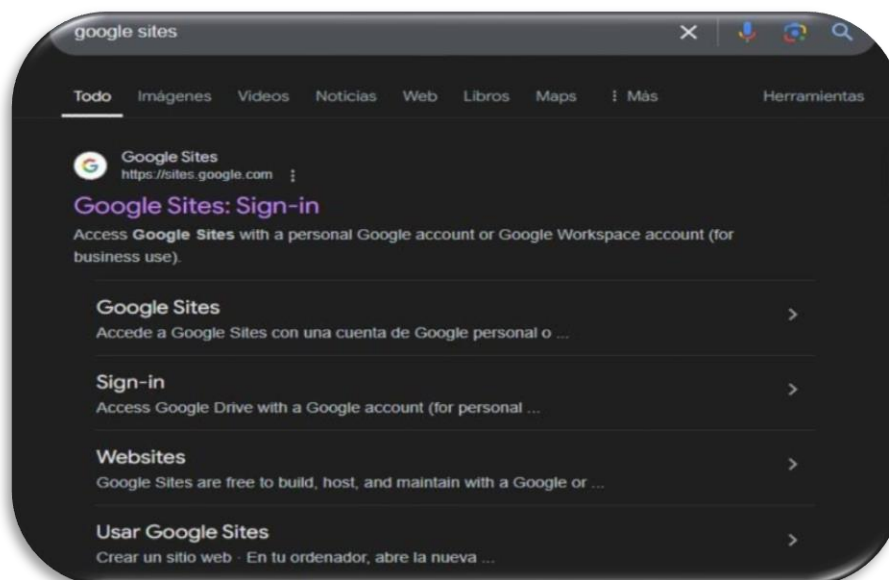 google sites
Todo Imágenes Videos Noticias Web Libros Maps Más Herramientas
Google Sites
https://sites.google.com
Google Sites: Sign-in
Access Google Sites with a personal Google account or Google Workspace account (for
business use).
Google Sites
Accede a Google Sites con una cuenta de Google personal o ...
Sign-in
Access Google Drive with a Google account (for personal ...
Websites
Google Sites are free to build, host, and maintain with a Google or ...
Usar Google Sites
Crear un sitio web · En tu ordenador, abre la nueva ...